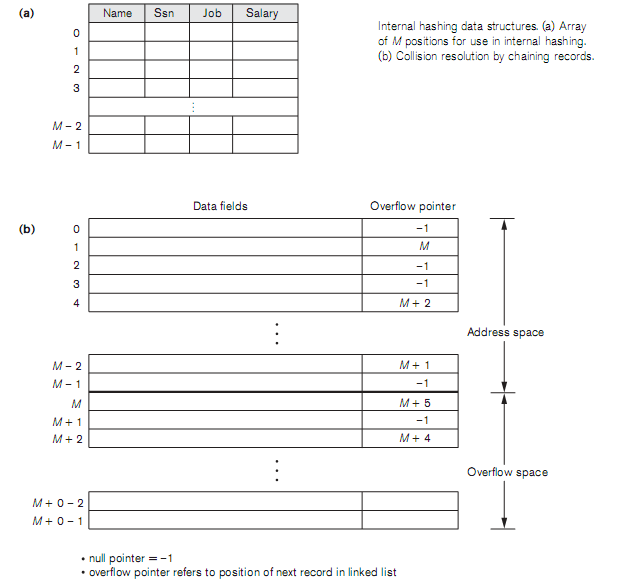 (a)
Name Ssn Job Salary
0
1
2
3
M – 2
M – 1
Internal hashing data structures. (a) Array
of M positions for use in internal hashing.
(b) Collision resolution by chaining records.
(b)
Data fields Overflow pointer
0 –1
1 M
2 –1
3 –1
4 M + 2
Address space
M – 2 M + 1
M – 1 –1
M M + 5
M + 1 –1
M + 2 M + 4
Overflow space
M + 0 – 2
M + 0 – 1
• null pointer = –1
• overflow pointer refers to position of next record in linked list